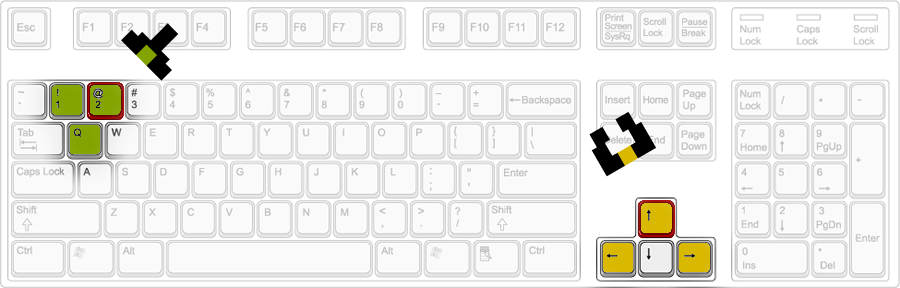 Esc F1 F2 F3 F4 F5 F6 F7 F8 F9 F10 F11 F12 Print Screen SysRq Scroll Lock Pause Break Num Lock Caps Lock Scroll Lock
~ ` ! 1 @ 2 # 3 $ 4 % 5 ^ 6 & 7 * 8 ( 9 ) 0 - - + = ←Backspace Insert Home Page Up Num Lock / * -
Tab Q W E R T Y U I O P { [ } ] | \ Delete End Page Down 7 Home 8 ↑ 9 PgUp +
Caps Lock A S D F G H J K L : ; " ' Enter 4 ← 5 6 →
Shift Z X C V B N M < , > . ? / Shift ↑ 1 End 2 ↓ 3 PgDn Enter
Ctrl Alt Alt Ctrl ← ↓ → 0 Ins . Del